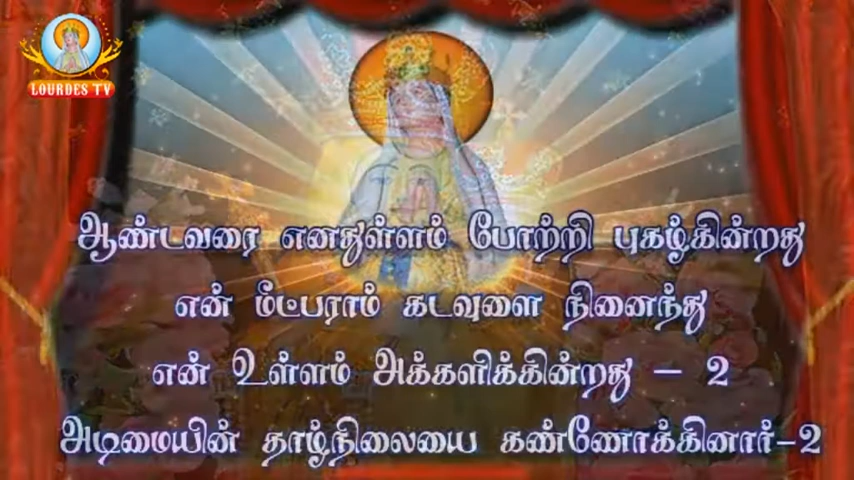 LOURDES TV
ஆண்டவரை எனதுள்ளம் போற்றி புகழ்கின்றது
என் மீட்பராம் கடவுளை நினைந்து
என் உள்ளம் அக்களிக்கின்றது – 2
அடிமையின் தாழ்நிலையை கண்ணோக்கினார்-2